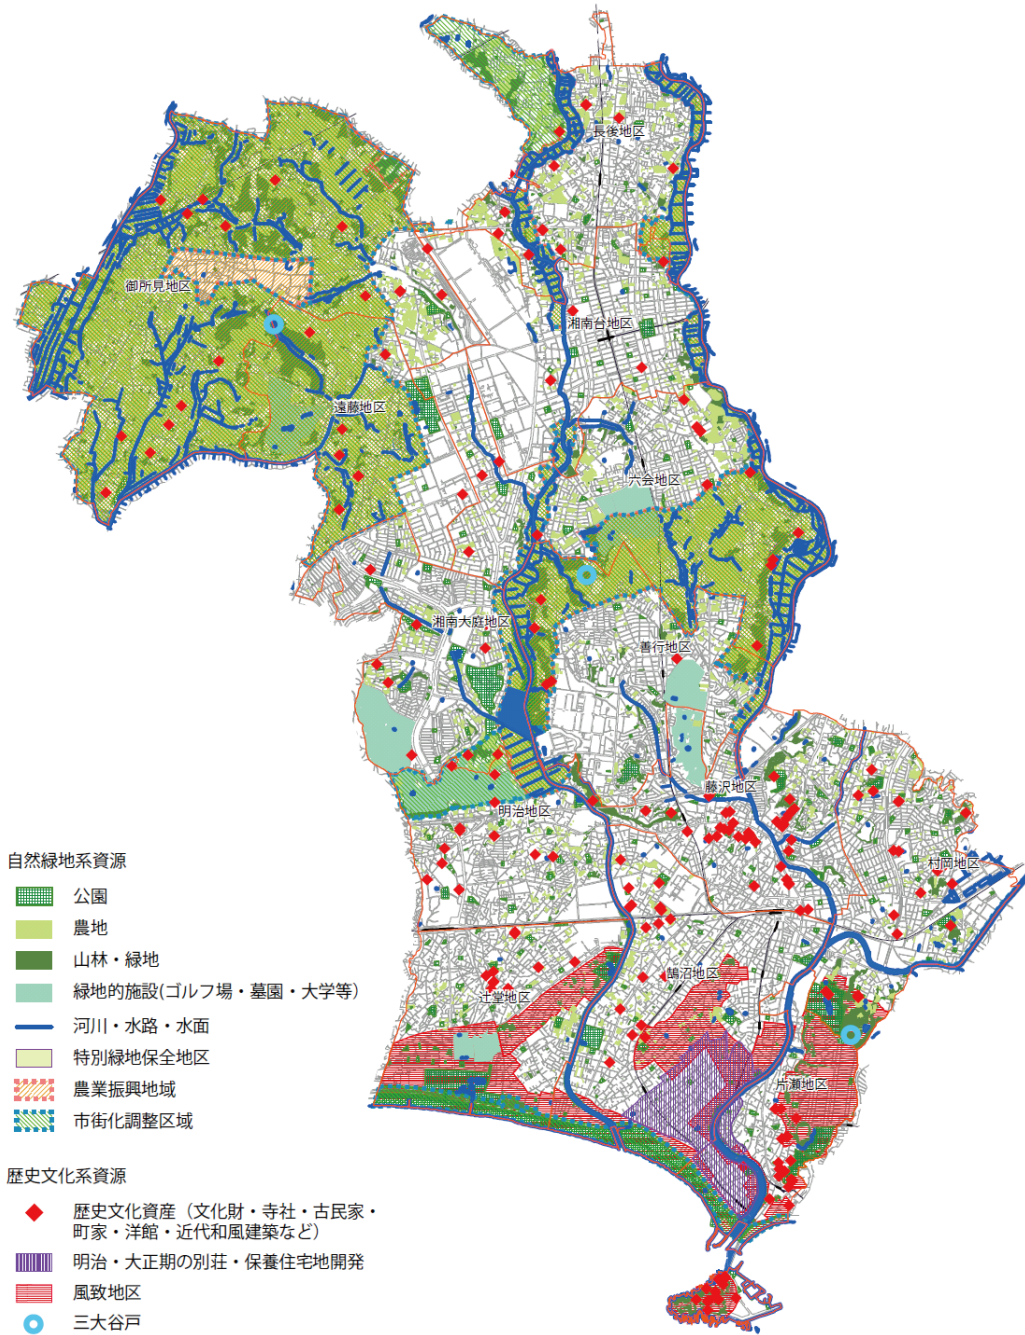 長後地区
御所見地区
湘南台地区
遠藤地区
六会地区
湘南大庭地区
善行地区
藤沢地区
明治地区
村岡地区
鵠沼地区
辻堂地区
片瀬地区
自然緑地系資源
公園
農地
山林・緑地
緑地的施設(ゴルフ場・墓園・大学等)
河川・水路・水面
特別緑地保全地区
農業振興地域
市街化調整区域
歴史文化系資源
歴史文化資産（文化財・寺社・古民家・
町家・洋館・近代和風建築など）
明治・大正期の別荘・保養住宅地開発
風致地区
三大谷戸